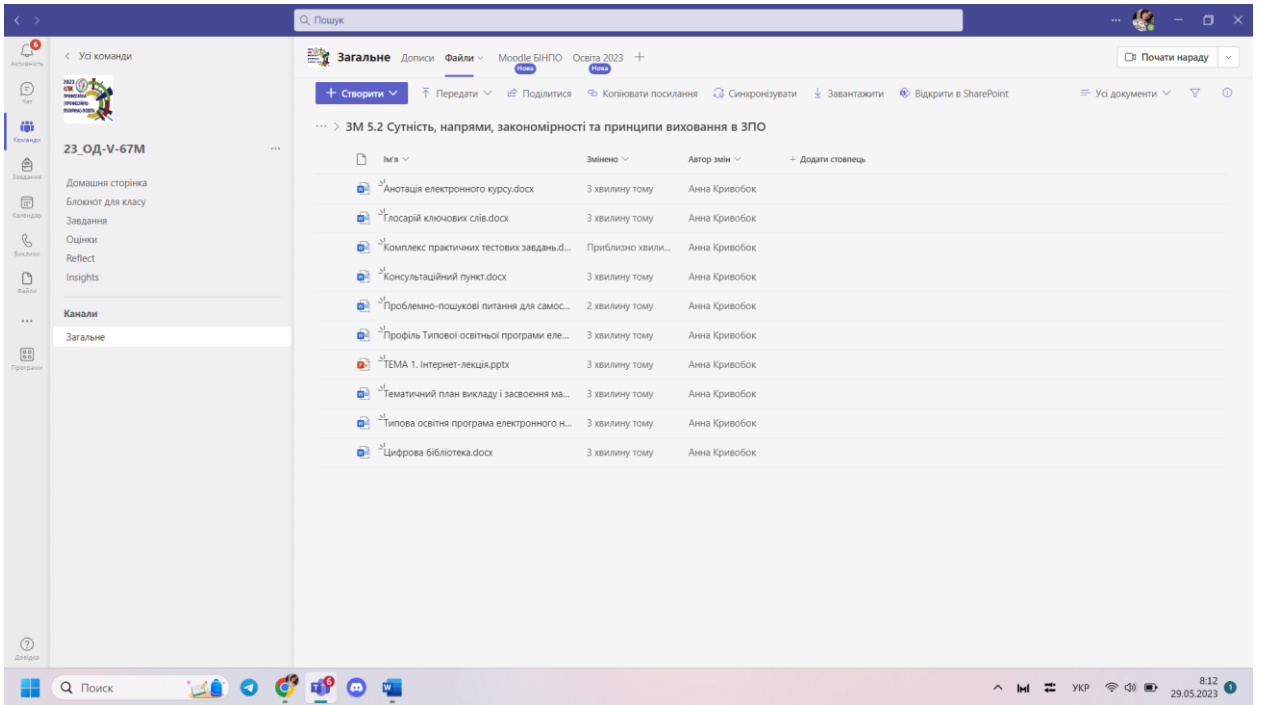 Пошук
6
Активність
Чат
Команди
Завдання
Календар
Виклики
Файли
Програми
Довідка
Усі команди
23_ОД-V-67М
Домашня сторінка
Блокнот для класу
Завдання
Оцінки
Reflect
Insights
Канали
Загальне
Загальне Дописи Файли Moodle БІНПО Освіта 2023
Нова Нова
Почати нараду
Створити Передати Поділитися Копіювати посилання Синхронізувати Завантажити Відкрити в SharePoint Усі документи
ЗМ 5.2 Сутність, напрями, закономірності та принципи виховання в ЗПО
Ім'я Змінено Автор змін + Додати стовпець
Анотація електронного курсу.docx 3 хвилину тому Анна Кривобок
Глосарій ключових слів.docx 3 хвилину тому Анна Кривобок
Комплекс практичних тестових завдань.d... Приблизно хвили... Анна Кривобок
Консультаційний пункт.docx 3 хвилину тому Анна Кривобок
Проблемно-пошукові питання для самос... 2 хвилину тому Анна Кривобок
Профіль Типової освітньої програми еле... 3 хвилину тому Анна Кривобок
ТЕМА 1. Інтернет-лекція.pptx 3 хвилину тому Анна Кривобок
Тематичний план викладу і засвоєння ма... 3 хвилину тому Анна Кривобок
Типова освітня програма електронного н... 3 хвилину тому Анна Кривобок
Цифрова бібліотека.docx 3 хвилину тому Анна Кривобок
Поиск
6
УКР
8:12
29.05.2023
1